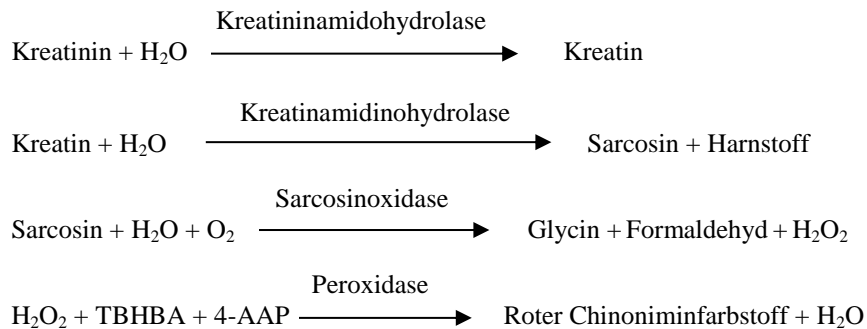 Kreatininamidohydrolase
Kreatinin + H₂O Kreatin
Kreatinamidinohydrolase
Kreatin + H₂O Sarcosin + Harnstoff
Sarcosinoxidase
Sarcosin + H₂O + O₂ Glycin + Formaldehyd + H₂O₂
Peroxidase
H₂O₂ + TBHBA + 4-AAP Roter Chinoniminfarbstoff + H₂O